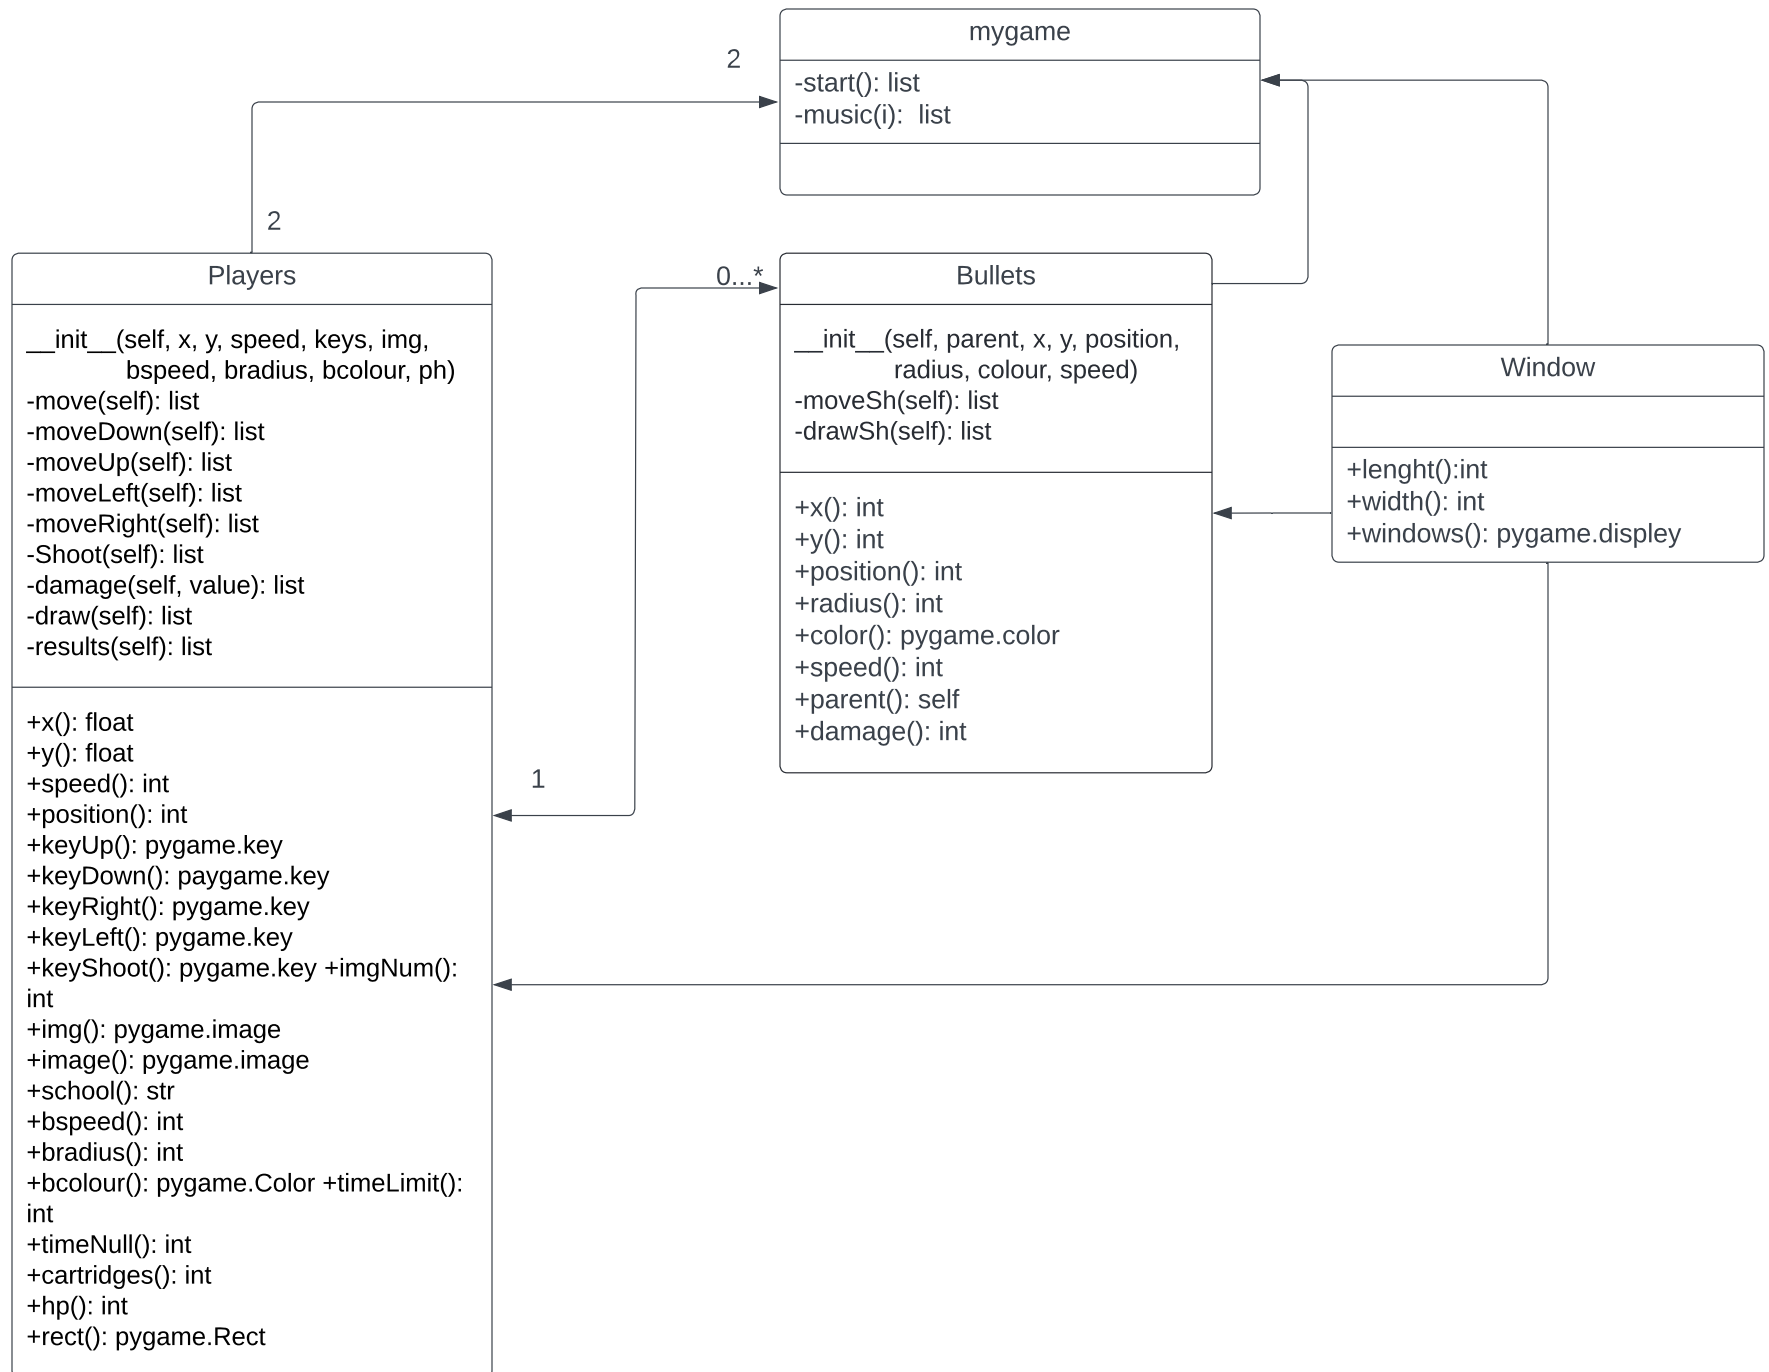 mygame
-start(): list
-music(i):  list
2
2
Players
__init__(self, x, y, speed, keys, img,
bspeed, bradius, bcolour, ph)
-move(self): list
-moveDown(self): list
-moveUp(self): list
-moveLeft(self): list
-moveRight(self): list
-Shoot(self): list
-damage(self, value): list
-draw(self): list
-results(self): list
+x(): float
+y(): float
+speed(): int
+position(): int
+keyUp(): pygame.key
+keyDown(): paygame.key
+keyRight(): pygame.key
+keyLeft(): pygame.key
+keyShoot(): pygame.key +imgNum():
int
+img(): pygame.image
+image(): pygame.image
+school(): str
+bspeed(): int
+bradius(): int
+bcolour(): pygame.Color +timeLimit():
int
+timeNull(): int
+cartridges(): int
+hp(): int
+rect(): pygame.Rect
0...*
1
Bullets
__init__(self, parent, x, y, position,
radius, colour, speed)
-moveSh(self): list
-drawSh(self): list
+x(): int
+y(): int
+position(): int
+radius(): int
+color(): pygame.color
+speed(): int
+parent(): self
+damage(): int
Window
+lenght():int
+width(): int
+windows(): pygame.displey